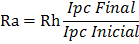 Ra = Rh Ipc Final / Ipc Inicial